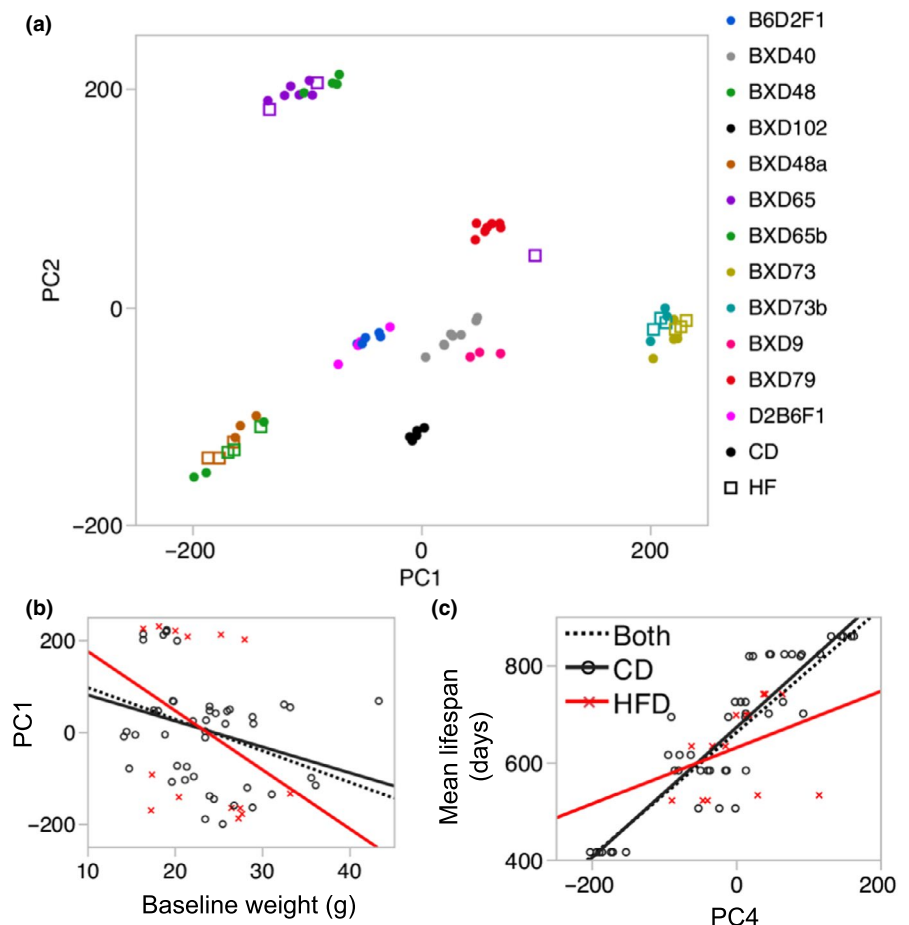 (a)
200
0
−200
PC2
−200
0
200
PC1
B6D2F1
BXD40
BXD48
BXD102
BXD48a
BXD65
BXD65b
BXD73
BXD73b
BXD9
BXD79
D2B6F1
CD
HF
(b)
200
0
−200
PC1
10
20
30
40
Baseline weight (g)
(c)
Both
CD
HFD
800
600
400
Mean lifespan
(days)
−200
0
200
PC4